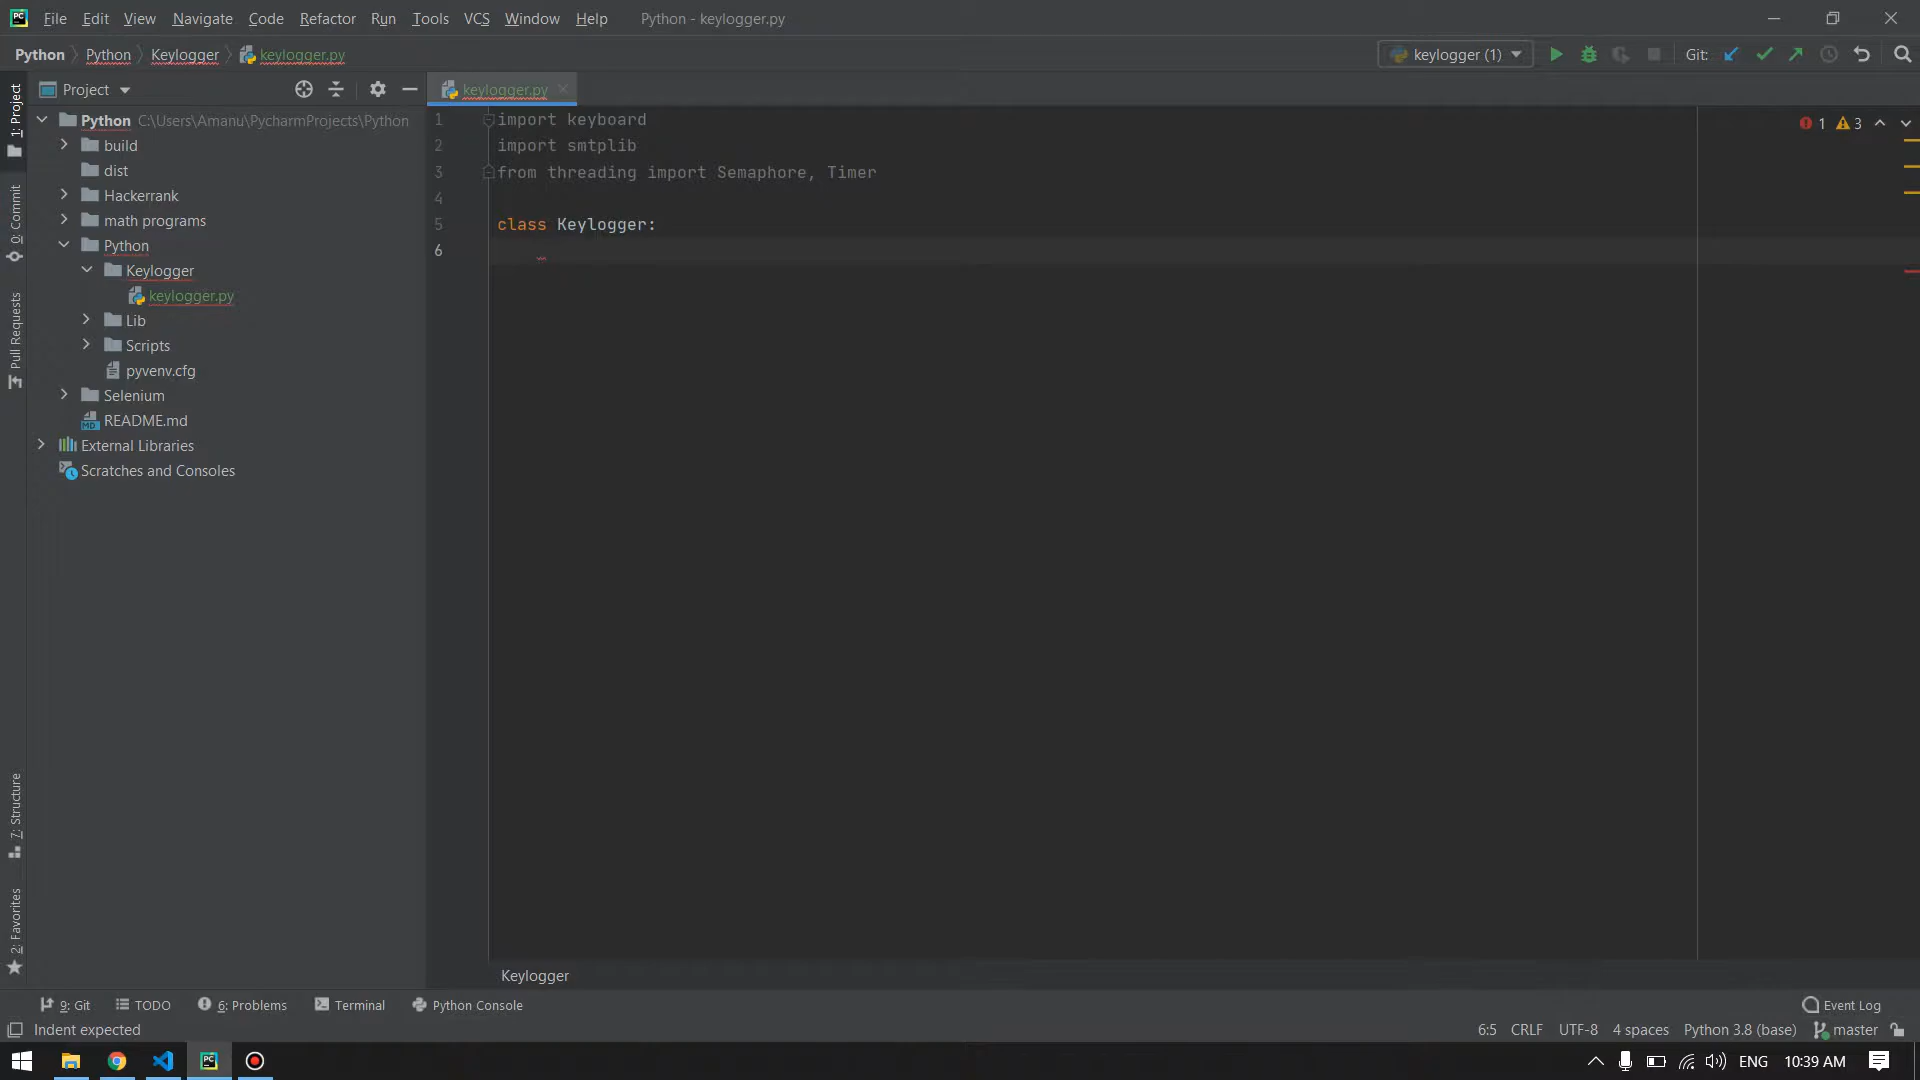 File Edit View Navigate Code Refactor Run Tools VCS Window Help Python - keylogger.py
Python Python Keylogger keylogger.py keylogger (1) Git:
Project keylogger.py
1: Project
0: Commit
Pull Requests
7: Structure
2: Favorites
Python C:\Users\Amanu\PycharmProjects\Python
build
dist
Hackerrank
math programs
Python
Keylogger
keylogger.py
Lib
Scripts
pyvenv.cfg
Selenium
README.md
External Libraries
Scratches and Consoles
1 import keyboard
2 import smtplib
3 from threading import Semaphore, Timer
4
5 class Keylogger:
6
1 3
Keylogger
9: Git TODO 6: Problems Terminal Python Console Event Log
Indent expected 6:5 CRLF UTF-8 4 spaces Python 3.8 (base) master
ENG 10:39 AM